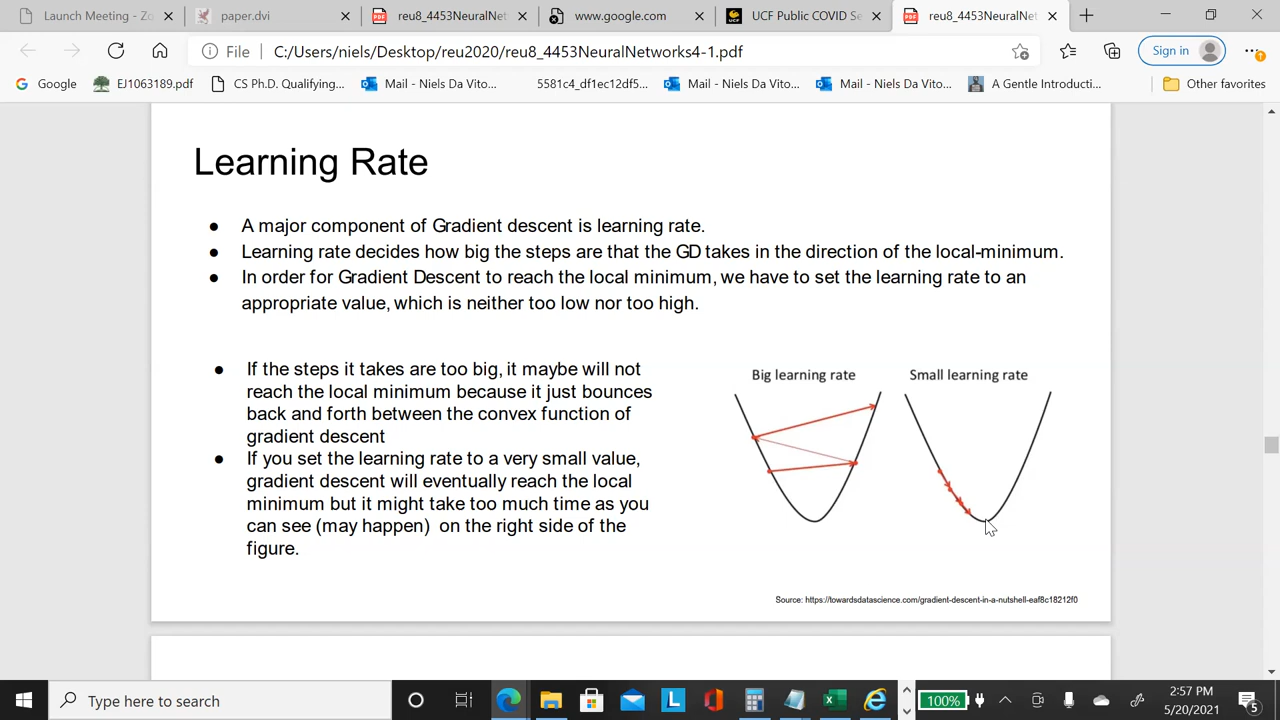 Launch Meeting - Zo
paper.dvi
reu8_4453NeuralNet
www.google.com
UCF Public COVID Se
reu8_4453NeuralNet
File
C:/Users/niels/Desktop/reu2020/reu8_4453NeuralNetworks4-1.pdf
Sign in
Google
EJ1063189.pdf
CS Ph.D. Qualifying...
Mail - Niels Da Vito...
5581c4_df1ec12df5...
Mail - Niels Da Vito...
Mail - Niels Da Vito...
A Gentle Introducti...
Other favorites
Learning Rate
● A major component of Gradient descent is learning rate.
● Learning rate decides how big the steps are that the GD takes in the direction of the local-minimum.
● In order for Gradient Descent to reach the local minimum, we have to set the learning rate to an
appropriate value, which is neither too low nor too high.
● If the steps it takes are too big, it maybe will not
reach the local minimum because it just bounces
back and forth between the convex function of
gradient descent
● If you set the learning rate to a very small value,
gradient descent will eventually reach the local
minimum but it might take too much time as you
can see (may happen) on the right side of the
figure.
Big learning rate
Small learning rate
Source: https://towardsdatascience.com/gradient-descent-in-a-nutshell-eaf8c18212f0
Type here to search
100%
2:57 PM
5/20/2021
5